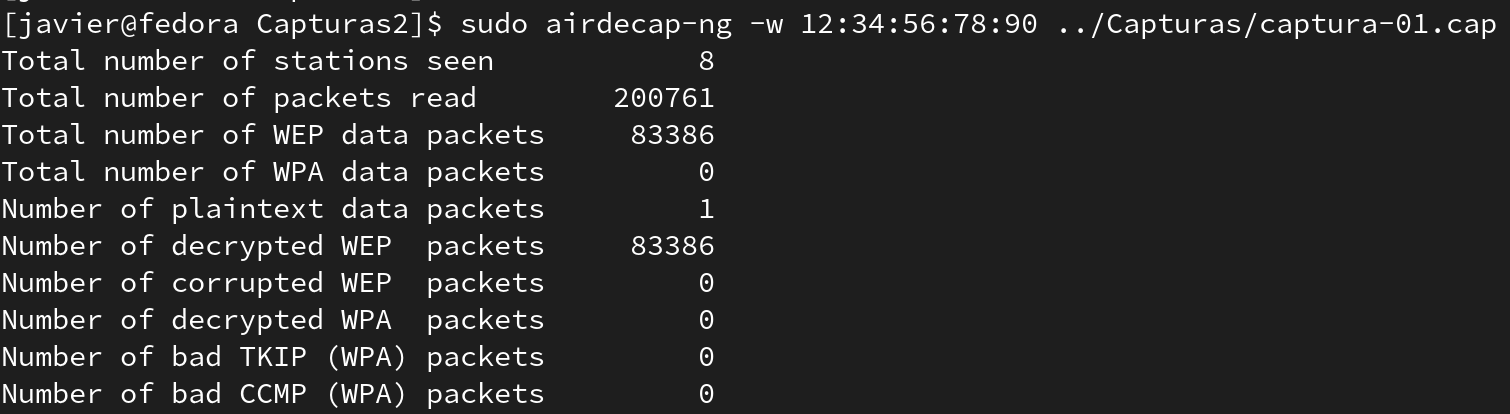 [javier@fedora Capturas2]$ sudo airdecap-ng -w 12:34:56:78:90 ../Capturas/captura-01.cap
Total number of stations seen            8
Total number of packets read        200761
Total number of WEP data packets     83386
Total number of WPA data packets         0
Number of plaintext data packets         1
Number of decrypted WEP  packets     83386
Number of corrupted WEP  packets         0
Number of decrypted WPA  packets         0
Number of bad TKIP (WPA) packets         0
Number of bad CCMP (WPA) packets         0